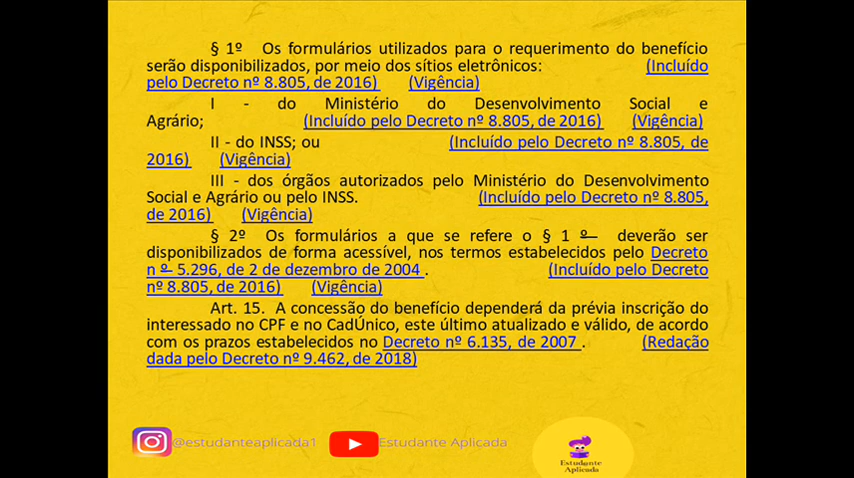 § 1º Os formulários utilizados para o requerimento do benefício
serão disponibilizados, por meio dos sítios eletrônicos: (Incluído
pelo Decreto nº 8.805, de 2016) (Vigência)
I - do Ministério do Desenvolvimento Social e
Agrário; (Incluído pelo Decreto nº 8.805, de 2016) (Vigência)
II - do INSS; ou (Incluído pelo Decreto nº 8.805, de
2016) (Vigência)
III - dos órgãos autorizados pelo Ministério do Desenvolvimento
Social e Agrário ou pelo INSS. (Incluído pelo Decreto nº 8.805,
de 2016) (Vigência)
§ 2º Os formulários a que se refere o § 1 º deverão ser
disponibilizados de forma acessível, nos termos estabelecidos pelo Decreto
n º 5.296, de 2 de dezembro de 2004 . (Incluído pelo Decreto
nº 8.805, de 2016) (Vigência)
Art. 15. A concessão do benefício dependerá da prévia inscrição do
interessado no CPF e no CadÚnico, este último atualizado e válido, de acordo
com os prazos estabelecidos no Decreto nº 6.135, de 2007 . (Redação
dada pelo Decreto nº 9.462, de 2018)
@estudanteaplicada1 Estudante Aplicada
Estudante
Aplicada